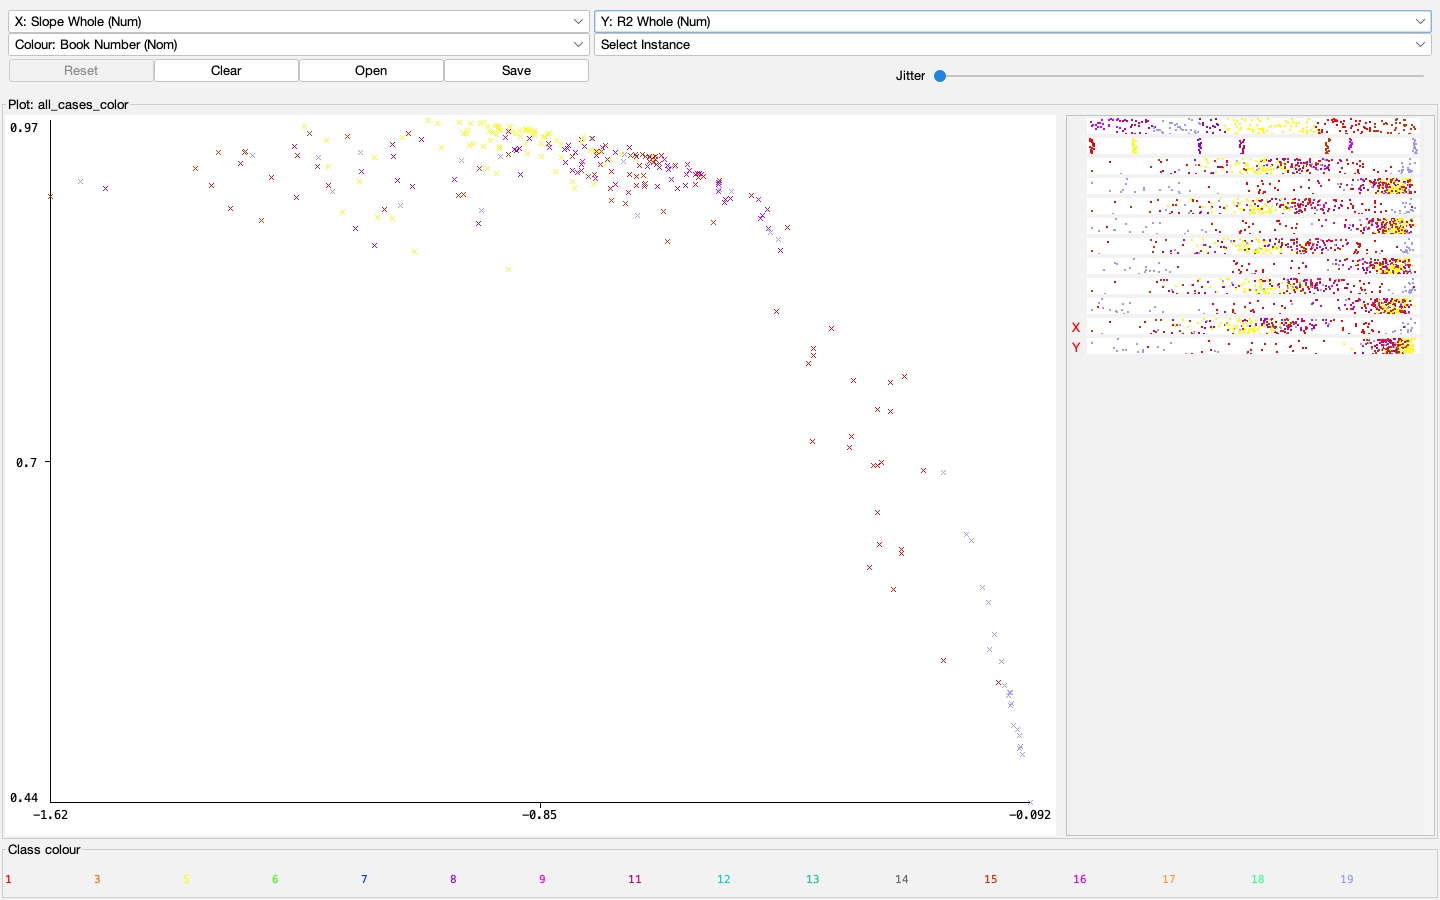 X: Slope Whole (Num) Y: R2 Whole (Num)
Colour: Book Number (Nom) Select Instance
Reset Clear Open Save Jitter
Plot: all_cases_color
0.97
0.7
0.44
-1.62 -0.85 -0.092
X
Y
Class colour
1 3 5 6 7 8 9 11 12 13 14 15 16 17 18 19